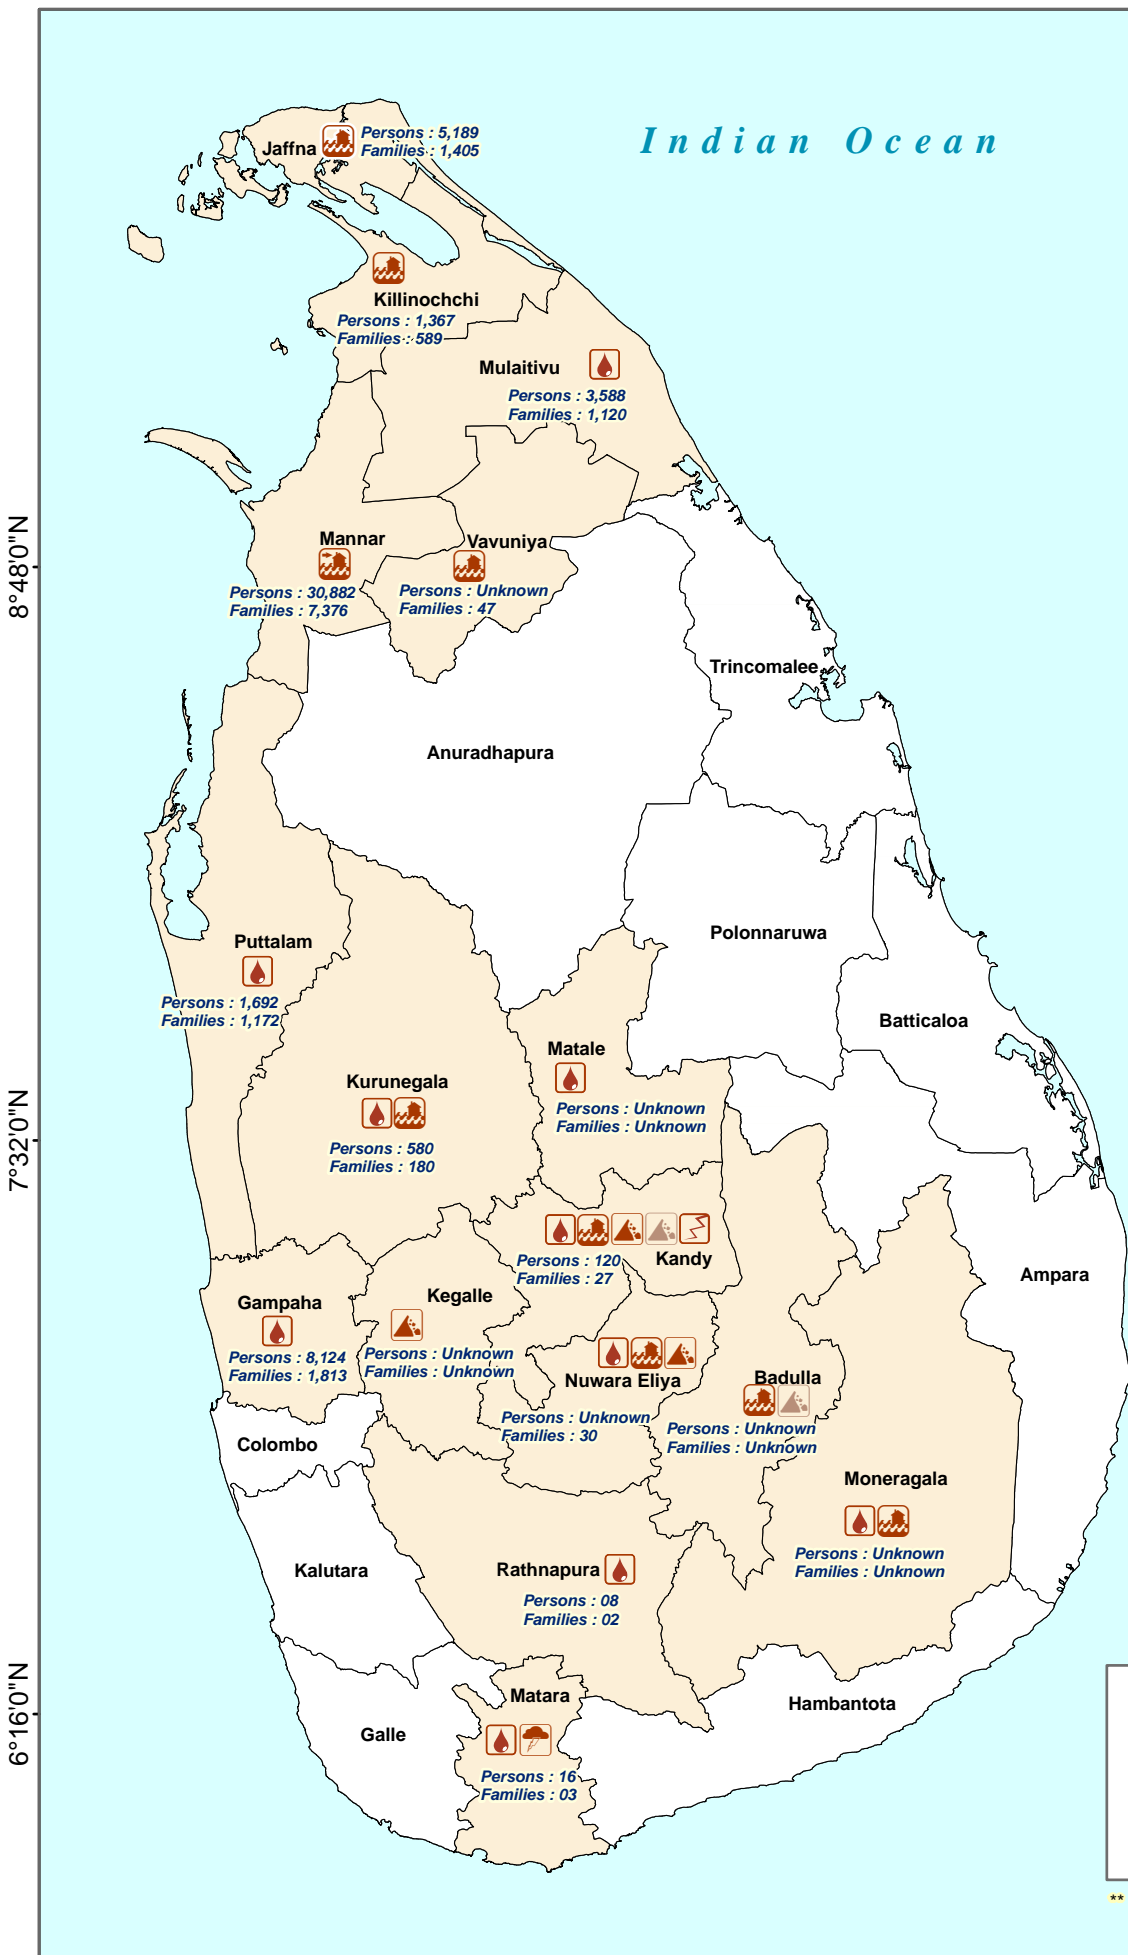 Indian Ocean
Jaffna
Persons : 5,189
Families : 1,405
Killinochchi
Persons : 1,367
Families : 589
Mulaitivu
Persons : 3,588
Families : 1,120
8°48'0"N
Mannar
Persons : 30,882
Families : 7,376
Vavuniya
Persons : Unknown
Families : 47
Trincomalee
Anuradhapura
Puttalam
Persons : 1,692
Families : 1,172
Polonnaruwa
Batticaloa
Matale
Persons : Unknown
Families : Unknown
7°32'0"N
Kurunegala
Persons : 580
Families : 180
Kandy
Persons : 120
Families : 27
Ampara
Gampaha
Persons : 8,124
Families : 1,813
Kegalle
Persons : Unknown
Families : Unknown
Nuwara Eliya
Persons : Unknown
Families : 30
Badulla
Persons : Unknown
Families : Unknown
Colombo
Moneragala
Persons : Unknown
Families : Unknown
Kalutara
Rathnapura
Persons : 08
Families : 02
6°16'0"N
Galle
Matara
Persons : 16
Families : 03
Hambantota
**